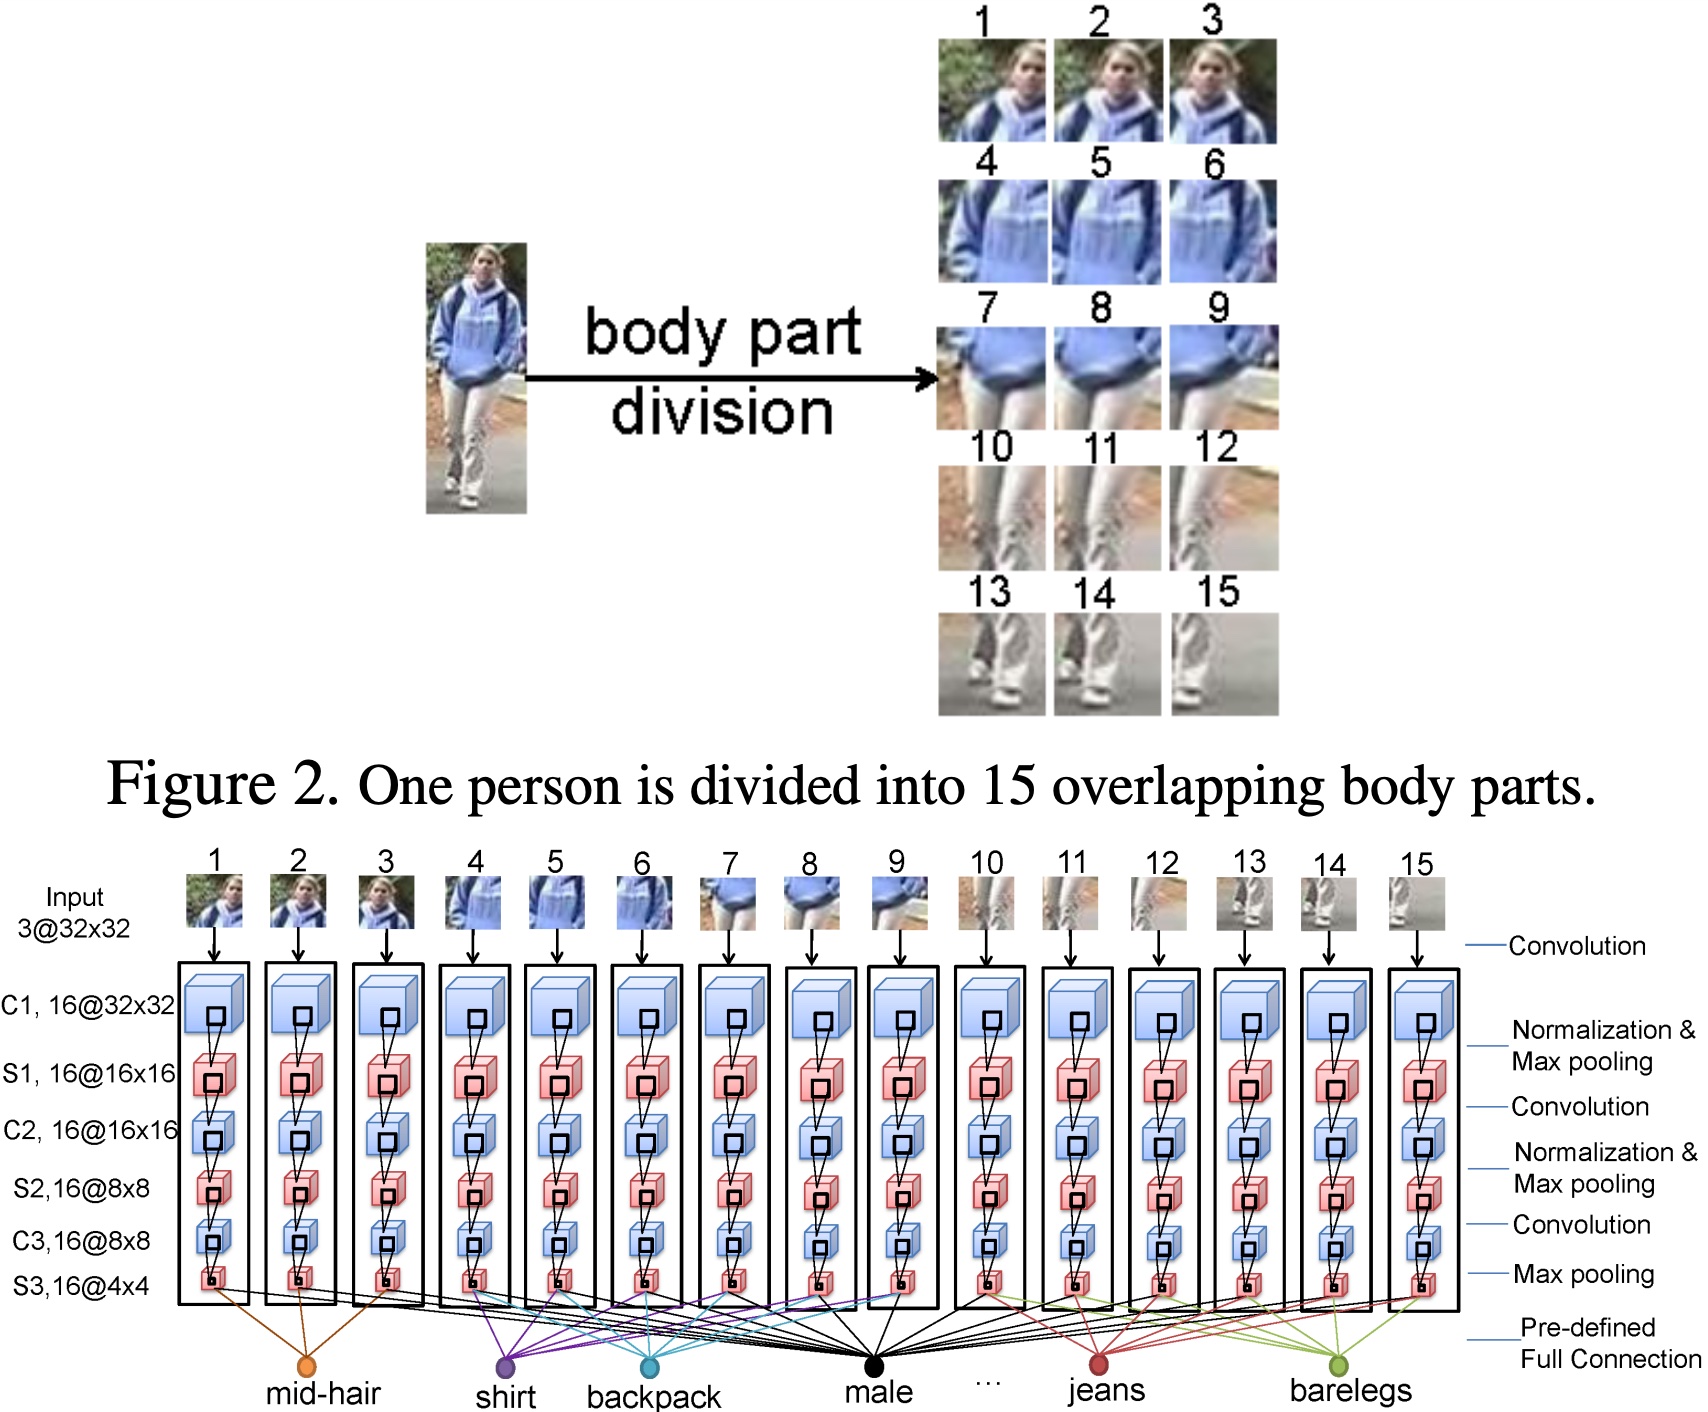 1 2 3
4 5 6
body part
division
7 8 9
10 11 12
13 14 15
Figure 2. One person is divided into 15 overlapping body parts.
1 2 3 4 5 6 7 8 9 10 11 12 13 14 15
Input
3@32x32
Convolution
C1, 16@32x32
Normalization &
Max pooling
S1, 16@16x16
Convolution
C2, 16@16x16
Normalization &
Max pooling
S2,16@8x8
Convolution
C3,16@8x8
Max pooling
S3,16@4x4
Pre-defined
Full Connection
mid-hair shirt backpack male ... jeans barelegs